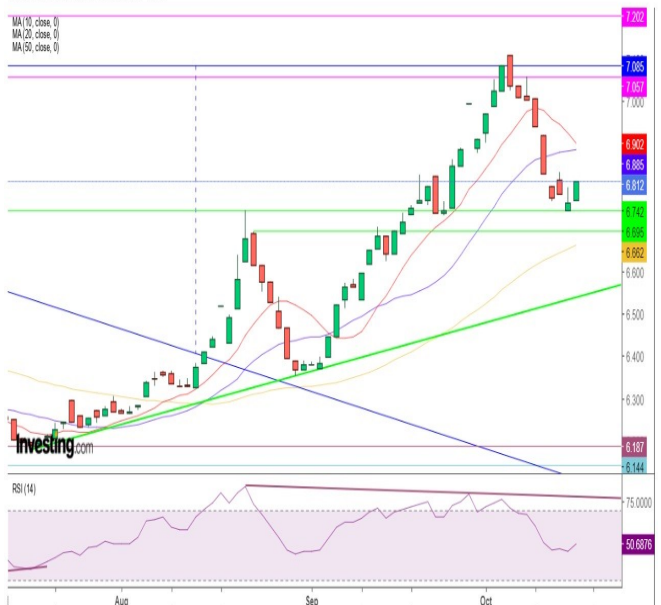 MA (10, close, 0)
MA (20, close, 0)
MA (50, close, 0)
7.202
7.085
7.057
7.000
6.902
6.885
6.812
6.742
6.695
6.662
6.600
6.500
6.400
6.300
6.187
6.144
Investing.com
RSI (14)
75.0000
50.6876
Aug
Sep
Oct